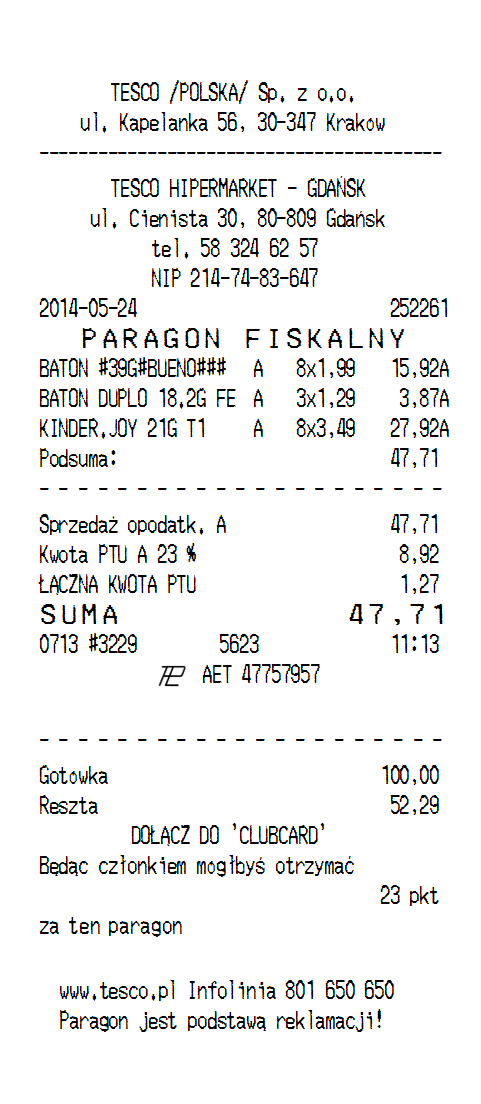 TESCO /POLSKA/ Sp. z o.o.
ul. Kapelanka 56, 30-347 Krakow
TESCO HIPERMARKET - GDAŃSK
ul. Cienista 30, 80-809 Gdańsk
tel. 58 324 62 57
NIP 214-74-83-647
2014-05-24 252261
PARAGON FISKALNY
BATON #39G#BUENO### A 8x1,99 15,92A
BATON DUPLO 18,2G FE A 3x1,29 3,87A
KINDER.JOY 21G T1 A 8x3,49 27,92A
Podsuma: 47,71
Sprzedaż opodatk. A 47,71
Kwota PTU A 23 % 8,92
ŁĄCZNA KWOTA PTU 1,27
SUMA 47,71
0713 #3229 5623 11:13
AET 47757957
Gotowka 100,00
Reszta 52,29
DOŁĄCZ DO 'CLUBCARD'
Będąc członkiem mogłbyś otrzymać
23 pkt
za ten paragon
www.tesco.pl Infolinia 801 650 650
Paragon jest podstawą reklamacji!